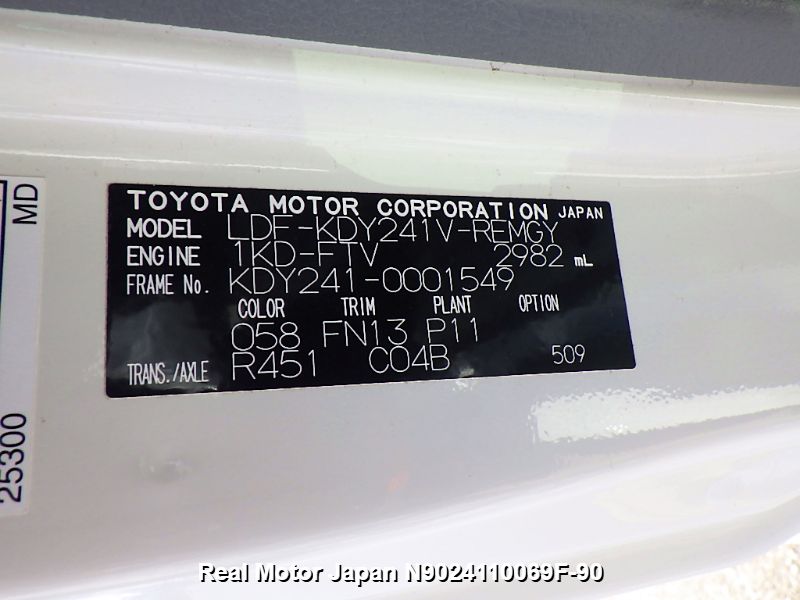 TOYOTA MOTOR CORPORATION JAPAN
MODEL LDF-KDY241V-REMGY
ENGINE 1KD-FTV 2982 mL
FRAME No. KDY241-0001549
COLOR TRIM PLANT OPTION
058 FN13 P11
TRANS./AXLE R451 C04B 509
MD
25300
Real Motor Japan N9024110069F-90